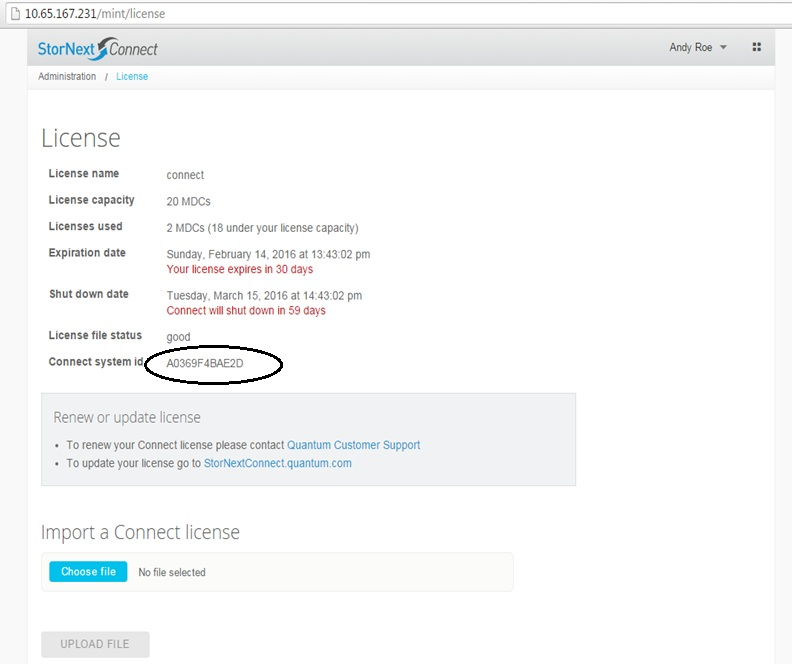 10.65.167.231/mint/license
StorNext Connect
Andy Roe
Administration / License
License
License name connect
License capacity 20 MDCs
Licenses used 2 MDCs (18 under your license capacity)
Expiration date Sunday, February 14, 2016 at 13:43:02 pm
Your license expires in 30 days
Shut down date Tuesday, March 15, 2016 at 14:43:02 pm
Connect will shut down in 59 days
License file status good
Connect system id A0369F4BAE2D
Renew or update license
• To renew your Connect license please contact Quantum Customer Support
• To update your license go to StorNextConnect.quantum.com
Import a Connect license
Choose file No file selected
UPLOAD FILE